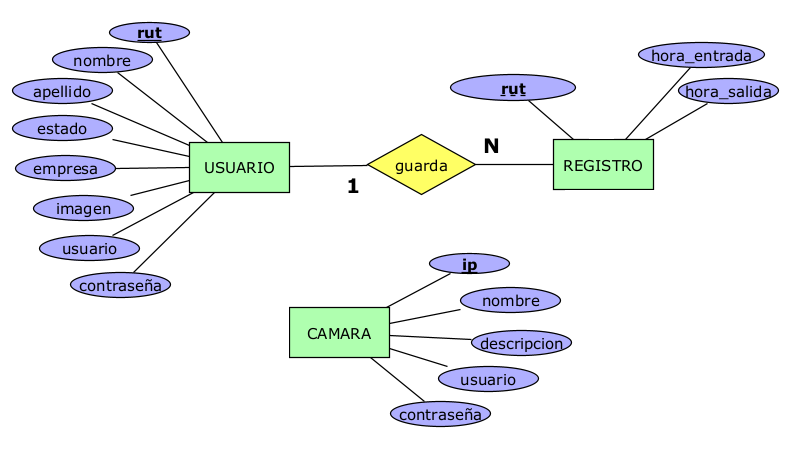 rut
nombre
apellido
estado
empresa
imagen
usuario
contraseña
USUARIO
1
guarda
N
rut
hora_entrada
hora_salida
REGISTRO
CAMARA
ip
nombre
descripcion
usuario
contraseña